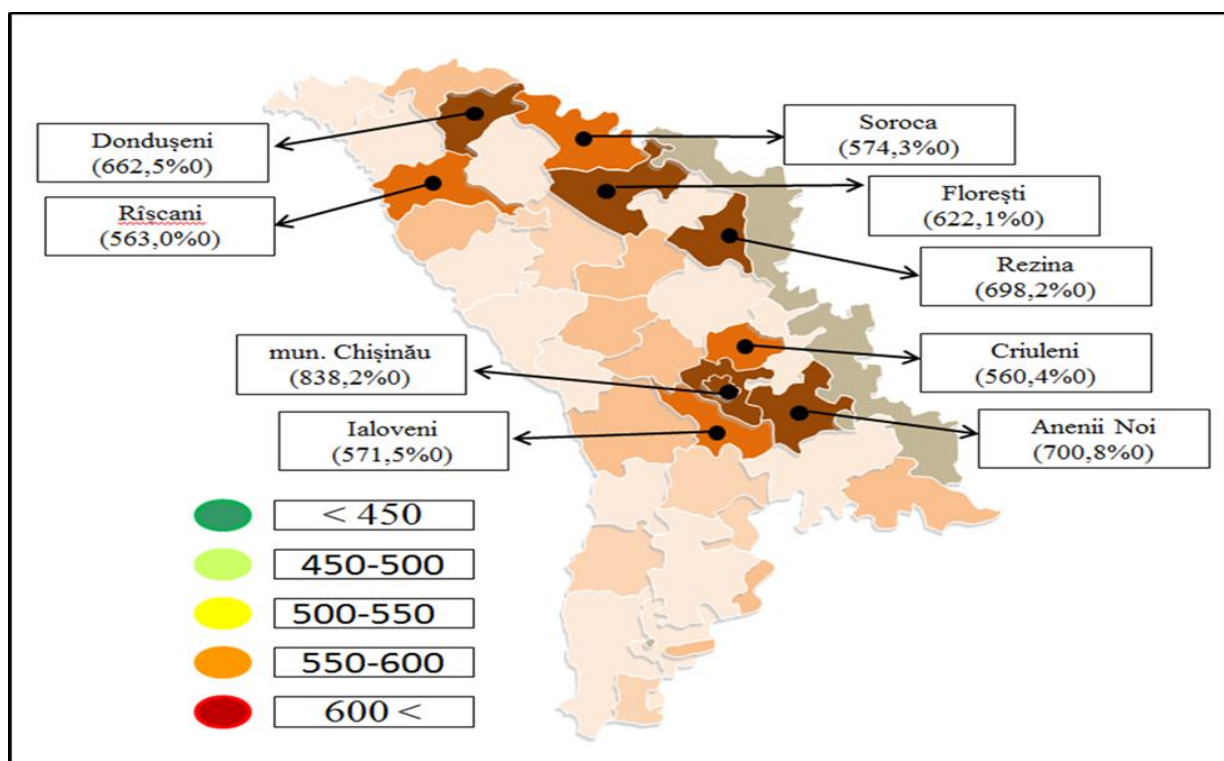 Dondușeni
(662,5%0)
Rîșcani
(563,0%0)
Soroca
(574,3%0)
Florești
(622,1%0)
Rezina
(698,2%0)
mun. Chișinău
(838,2%0)
Criuleni
(560,4%0)
Ialoveni
(571,5%0)
Anenii Noi
(700,8%0)
< 450
450-500
500-550
550-600
600 <